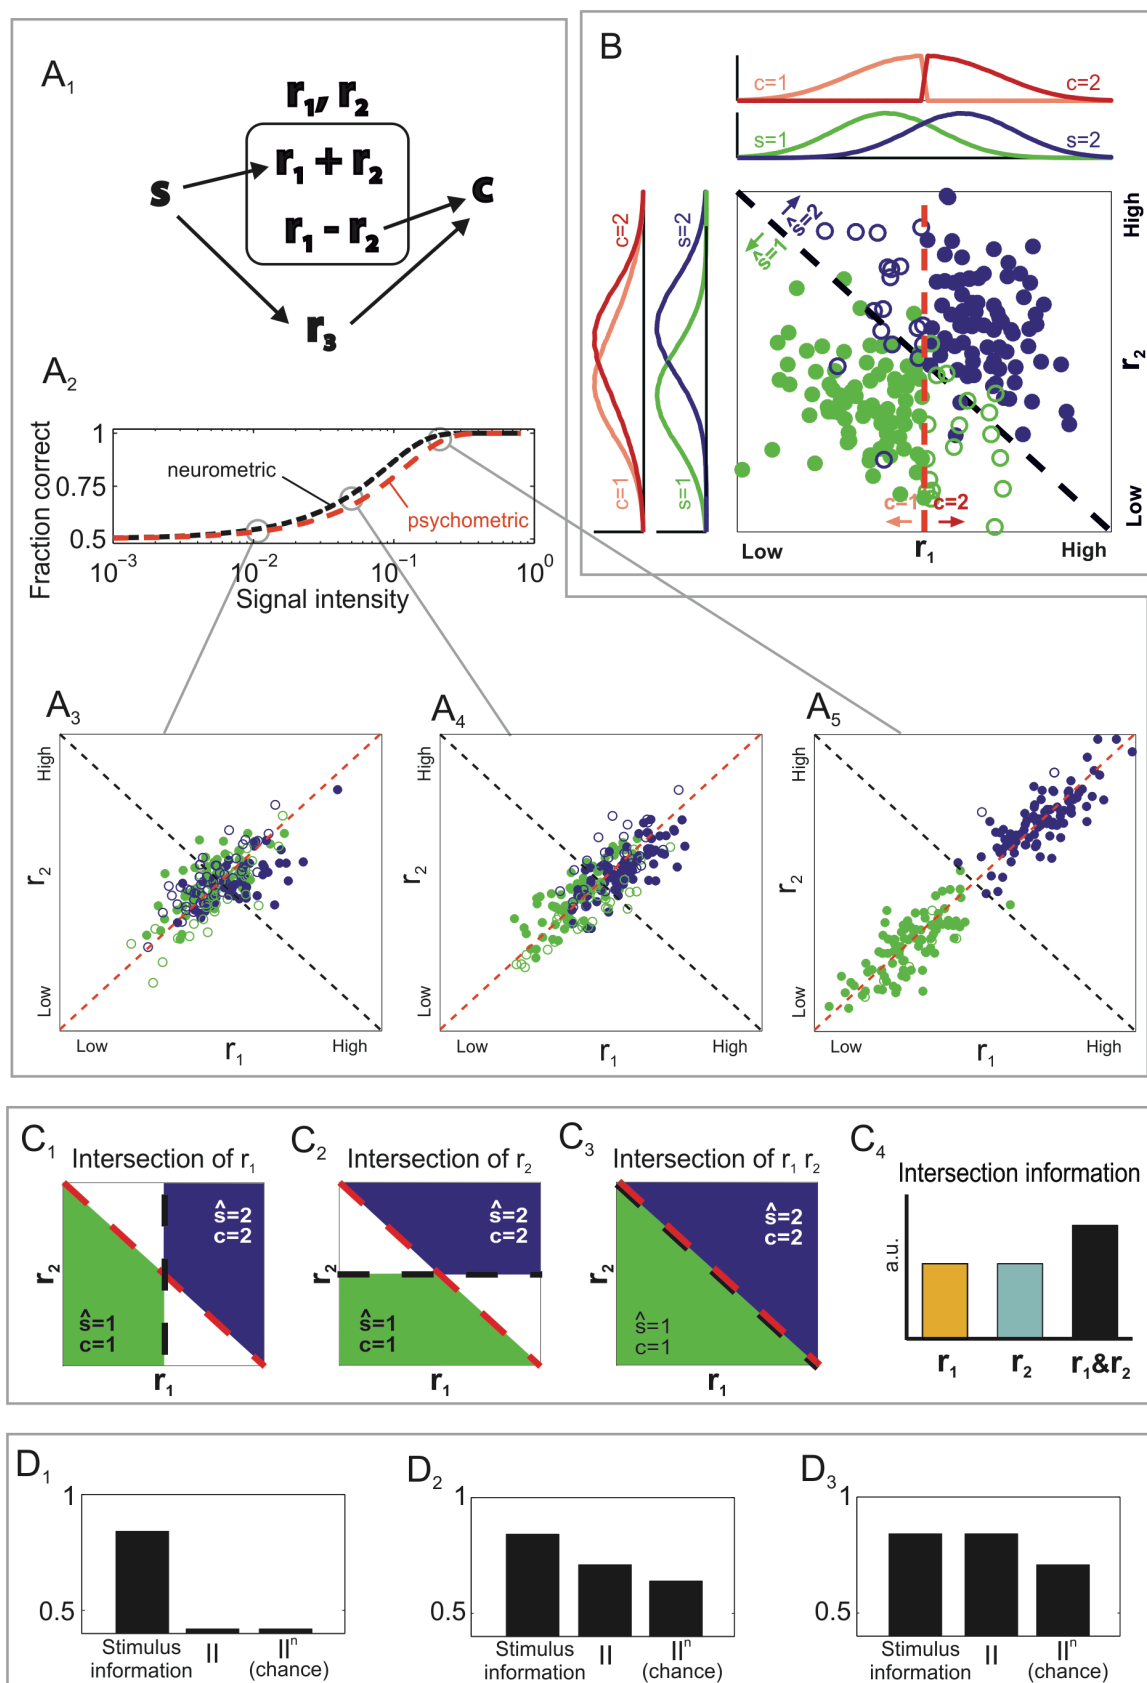 A1
r1, r2
r1 + r2
s
c
r1 - r2
r3
A2
Fraction correct
1
0.75
0.5
neurometric
psychometric
10−3
10−2
10−1
100
Signal intensity
B
c=1
c=2
s=1
s=2
c=2
c=1
s=2
s=1
ŝ=2
ŝ=1
c=1
c=2
High
r2
Low
Low
r1
High
A3
High
r2
Low
Low
r1
High
A4
High
r2
Low
Low
r1
High
A5
High
r2
Low
Low
r1
High
C1
Intersection of r1
ŝ=2
c=2
r2
ŝ=1
c=1
r1
C2
Intersection of r2
ŝ=2
c=2
r2
ŝ=1
c=1
r1
C3
Intersection of r1 r2
ŝ=2
c=2
r2
ŝ=1
c=1
r1
C4
Intersection information
a.u.
r1
r2
r1&r2
D1
1
0.5
Stimulus
information
II
IIn
(chance)
D2
1
0.5
Stimulus
information
II
IIn
(chance)
D3
1
0.5
Stimulus
information
II
IIn
(chance)